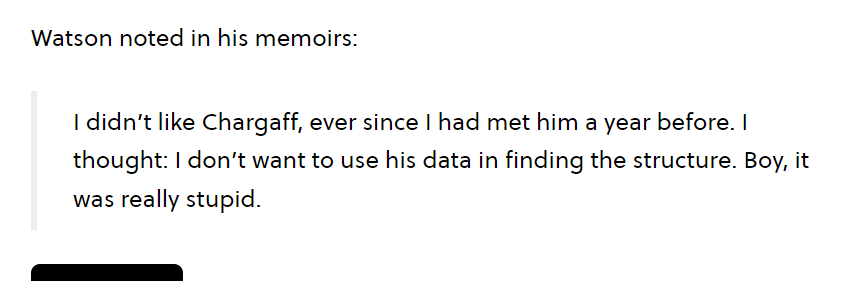 Watson noted in his memoirs:
I didn’t like Chargaff, ever since I had met him a year before. I
thought: I don’t want to use his data in finding the structure. Boy, it
was really stupid.